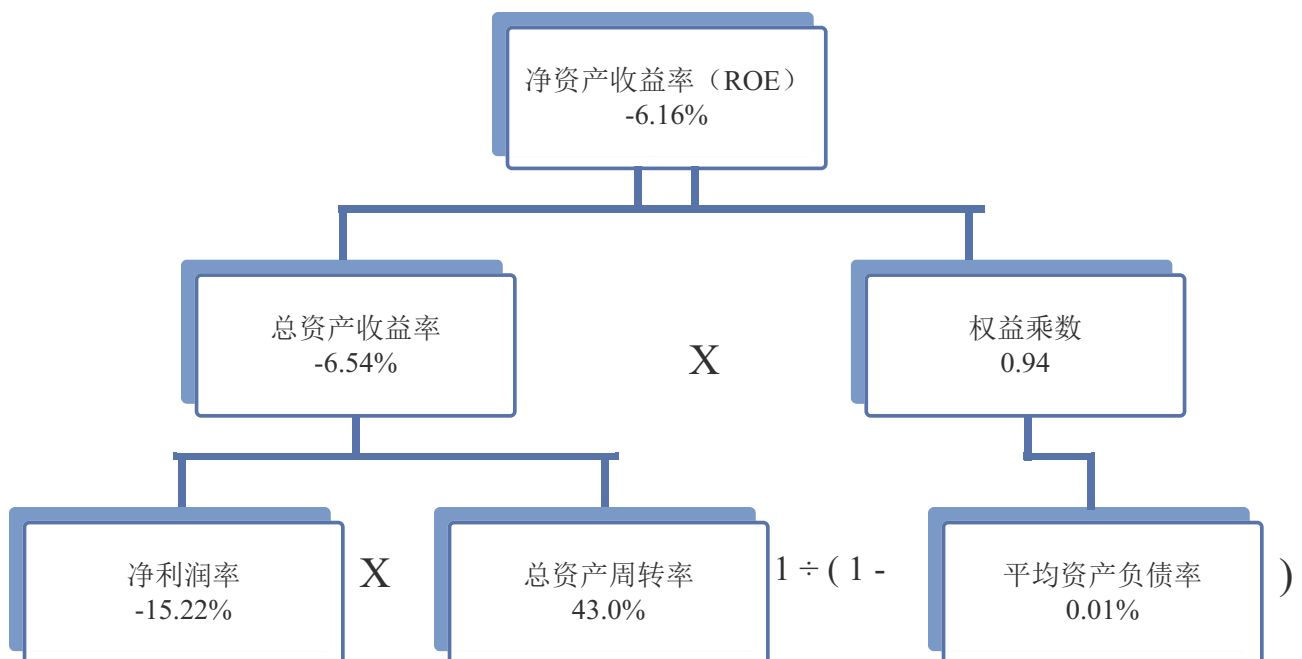 净资产收益率（ROE）
-6.16%
总资产收益率
-6.54%
X
权益乘数
0.94
净利润率
-15.22%
X
总资产周转率
43.0%
1 ÷ ( 1 -
平均资产负债率
0.01%
)